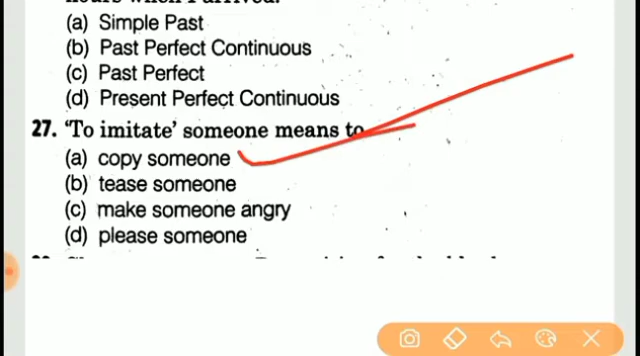 (a) Simple Past
(b) Past Perfect Continuous
(c) Past Perfect
(d) Present Perfect Continuous
27. 'To imitate' someone means to
(a) copy someone
(b) tease someone
(c) make someone angry
(d) please someone